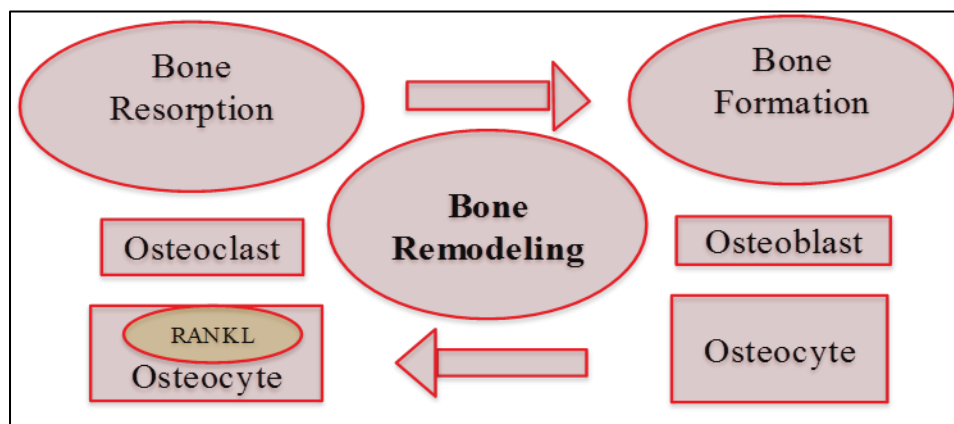 Bone
Resorption
Bone
Formation
Bone
Remodeling
Osteoclast
Osteoblast
RANKL
Osteocyte
Osteocyte